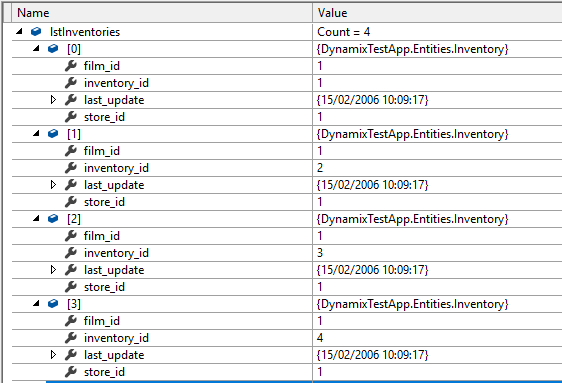 Name Value
lstInventories Count = 4
[0] {DynamixTestApp.Entities.Inventory}
film_id 1
inventory_id 1
last_update {15/02/2006 10:09:17}
store_id 1
[1] {DynamixTestApp.Entities.Inventory}
film_id 1
inventory_id 2
last_update {15/02/2006 10:09:17}
store_id 1
[2] {DynamixTestApp.Entities.Inventory}
film_id 1
inventory_id 3
last_update {15/02/2006 10:09:17}
store_id 1
[3] {DynamixTestApp.Entities.Inventory}
film_id 1
inventory_id 4
last_update {15/02/2006 10:09:17}
store_id 1